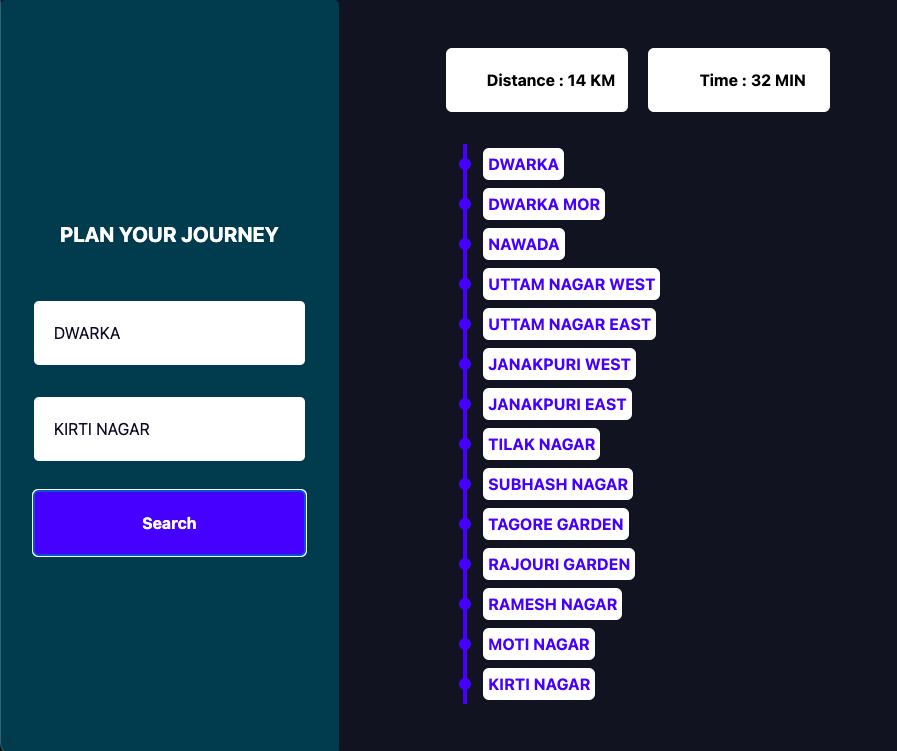 PLAN YOUR JOURNEY
DWARKA
KIRTI NAGAR
Search
Distance : 14 KM
Time : 32 MIN
DWARKA
DWARKA MOR
NAWADA
UTTAM NAGAR WEST
UTTAM NAGAR EAST
JANAKPURI WEST
JANAKPURI EAST
TILAK NAGAR
SUBHASH NAGAR
TAGORE GARDEN
RAJOURI GARDEN
RAMESH NAGAR
MOTI NAGAR
KIRTI NAGAR